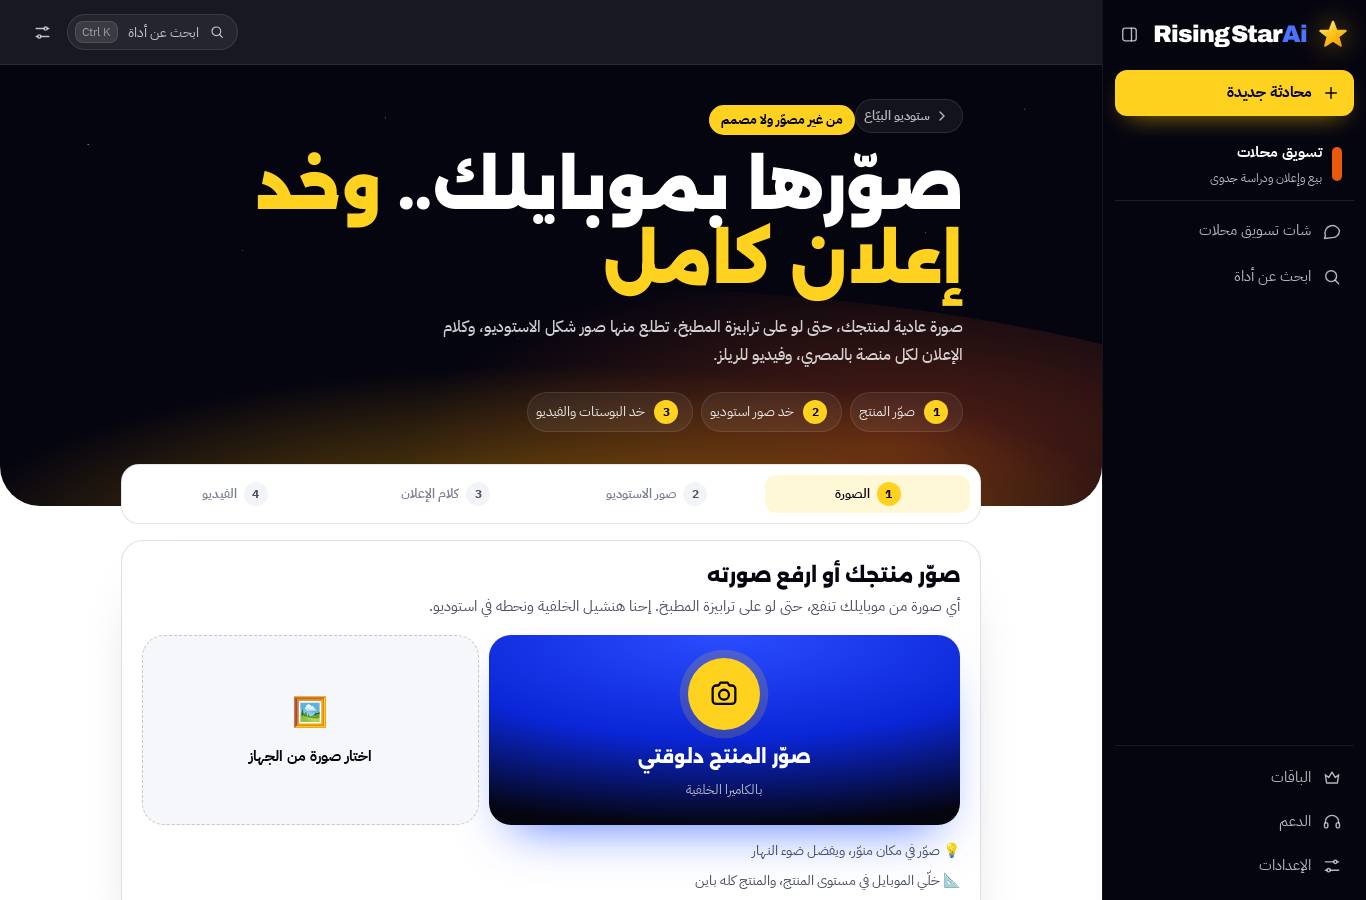 RisingStarAi
محادثة جديدة
تسويق محلات
بيع وإعلان ودراسة جدوى
شات تسويق محلات
ابحث عن أداة
الباقات
الدعم
الإعدادات
ابحث عن أداة Ctrl K
ستوديو البيّاع
من غير مصوّر ولا مصمم
صوّرها بموبايلك.. وخد
إعلان كامل
صورة عادية لمنتجك، حتى لو على ترابيزة المطبخ، تطلع منها صور شكل الاستوديو، وكلام
الإعلان لكل منصة بالمصري، وفيديو للريلز.
1 صوّر المنتج
2 خد صور استوديو
3 خد البوستات والفيديو
1 الصورة
2 صور الاستوديو
3 كلام الإعلان
4 الفيديو
صوّر منتجك أو ارفع صورته
أي صورة من موبايلك تنفع، حتى لو على ترابيزة المطبخ. إحنا هنشيل الخلفية ونحطه في استوديو.
صوّر المنتج دلوقتي
بالكاميرا الخلفية
اختار صورة من الجهاز
💡 صوّر في مكان منوّر، ويفضل ضوء النهار
📐 خلّي الموبايل في مستوى المنتج، والمنتج كله باين